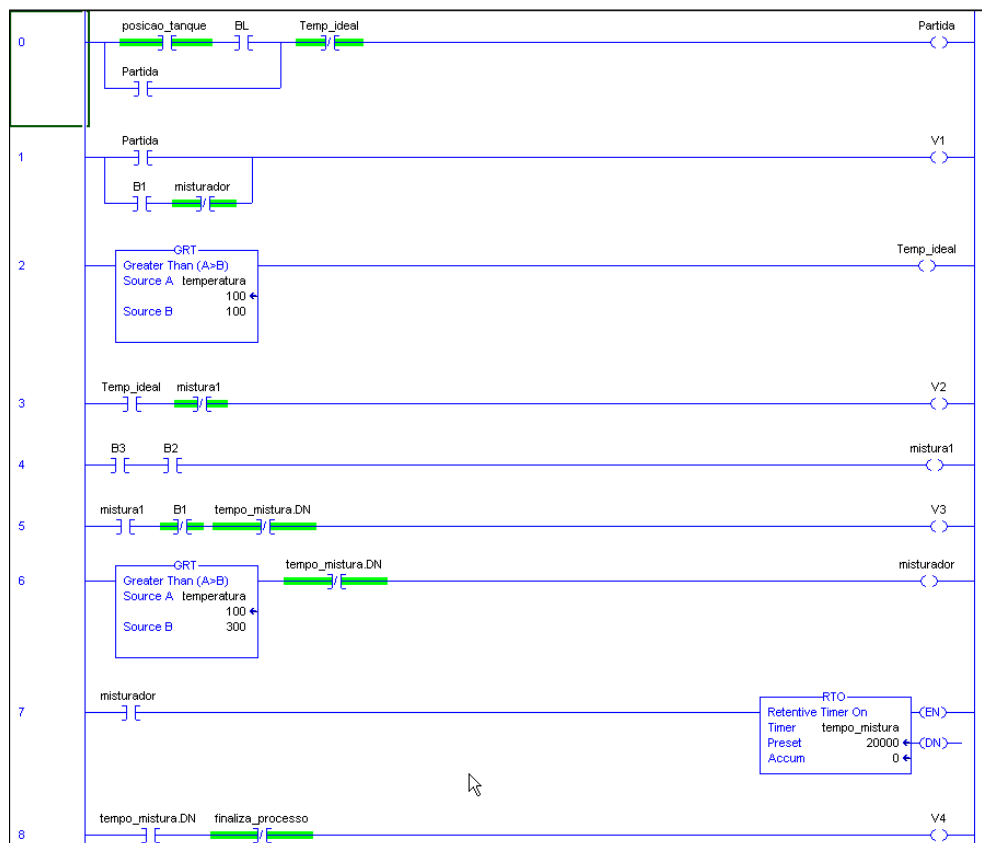 posicao_tanque BL Temp_ideal Partida
0
Partida
Partida V1
1
B1 misturador
GRT Temp_ideal
2 Greater Than (A>B)
Source A temperatura
100
Source B 100
Temp_ideal mistura1 V2
3
B3 B2 mistura1
4
mistura1 B1 tempo_mistura.DN V3
5
GRT tempo_mistura.DN misturador
6 Greater Than (A>B)
Source A temperatura
100
Source B 300
misturador RTO
7 Retentive Timer On (EN)
Timer tempo_mistura
Preset 20000 (DN)
Accum 0
tempo_mistura.DN finaliza_processo V4
8